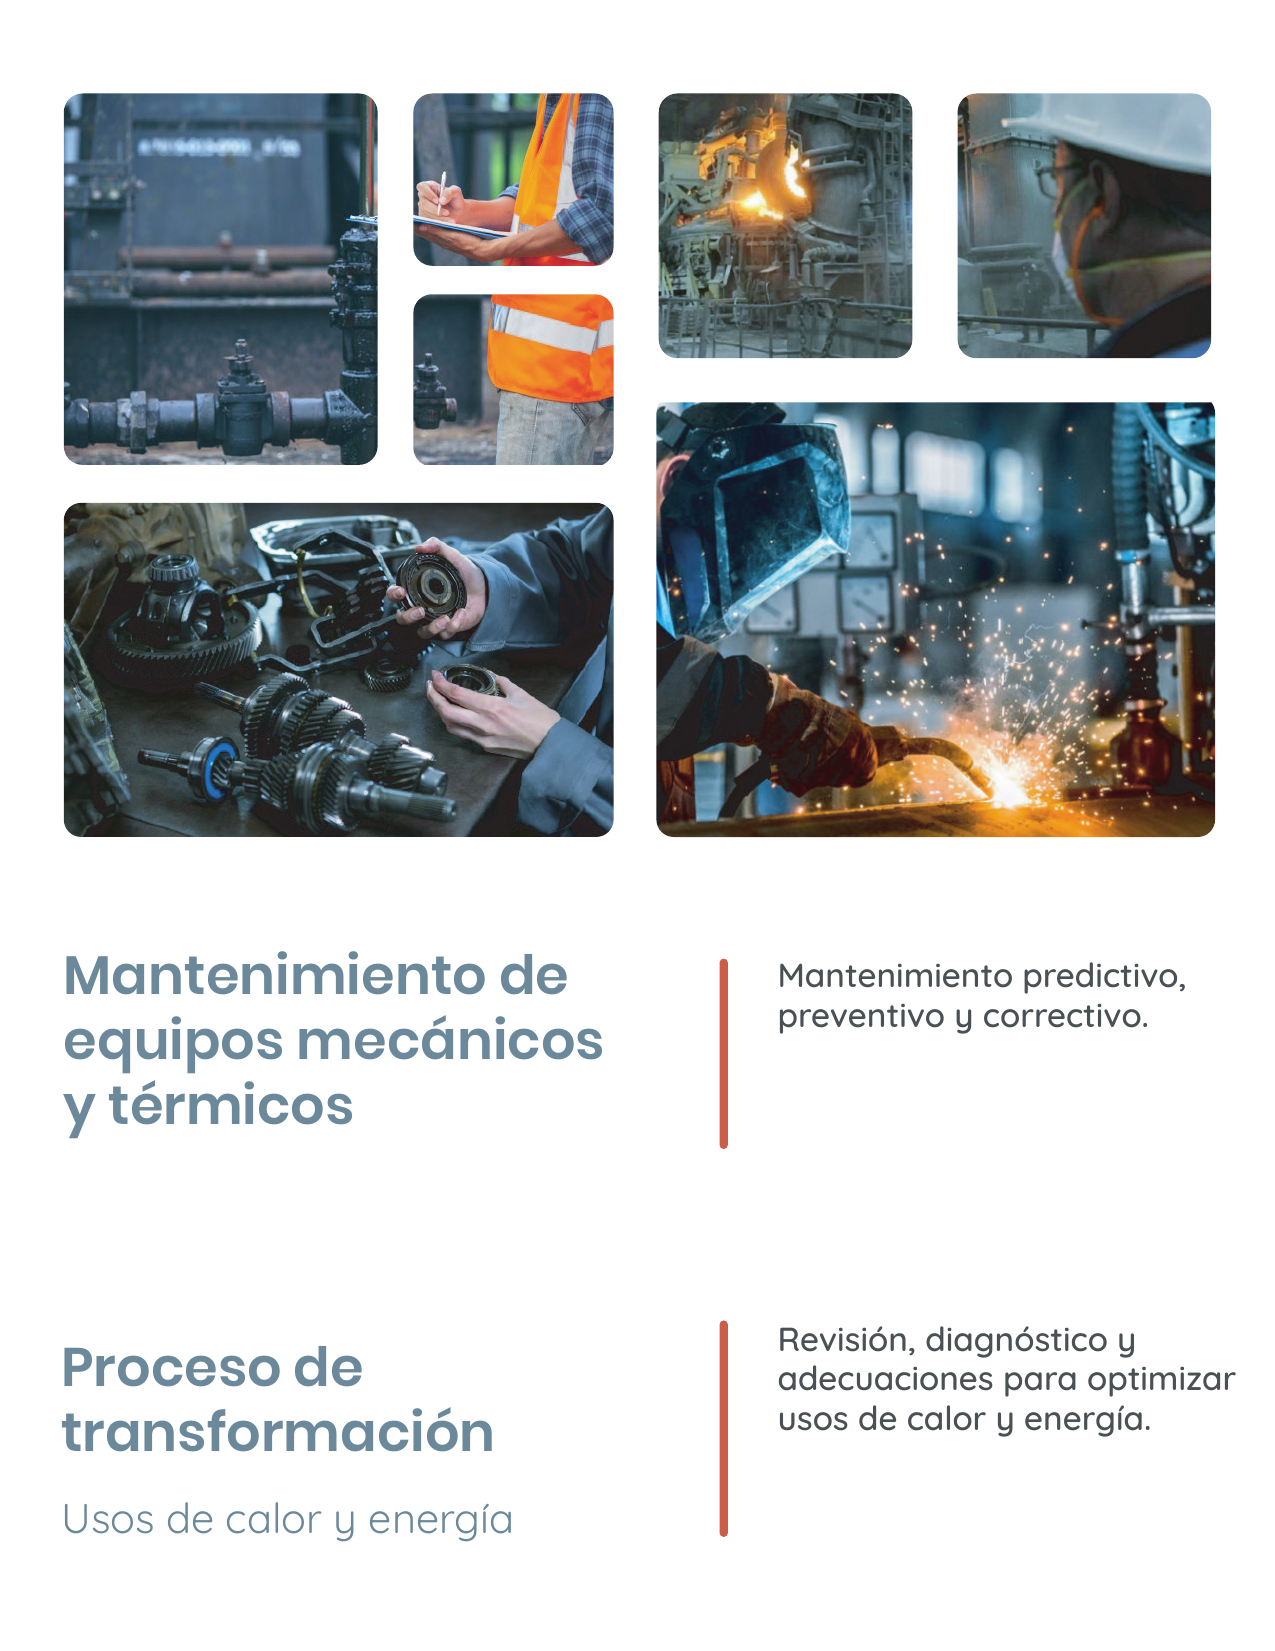 Mantenimiento de
equipos mecánicos
y térmicos
Mantenimiento predictivo,
preventivo y correctivo.
Proceso de
transformación
Usos de calor y energía
Revisión, diagnóstico y
adecuaciones para optimizar
usos de calor y energía.